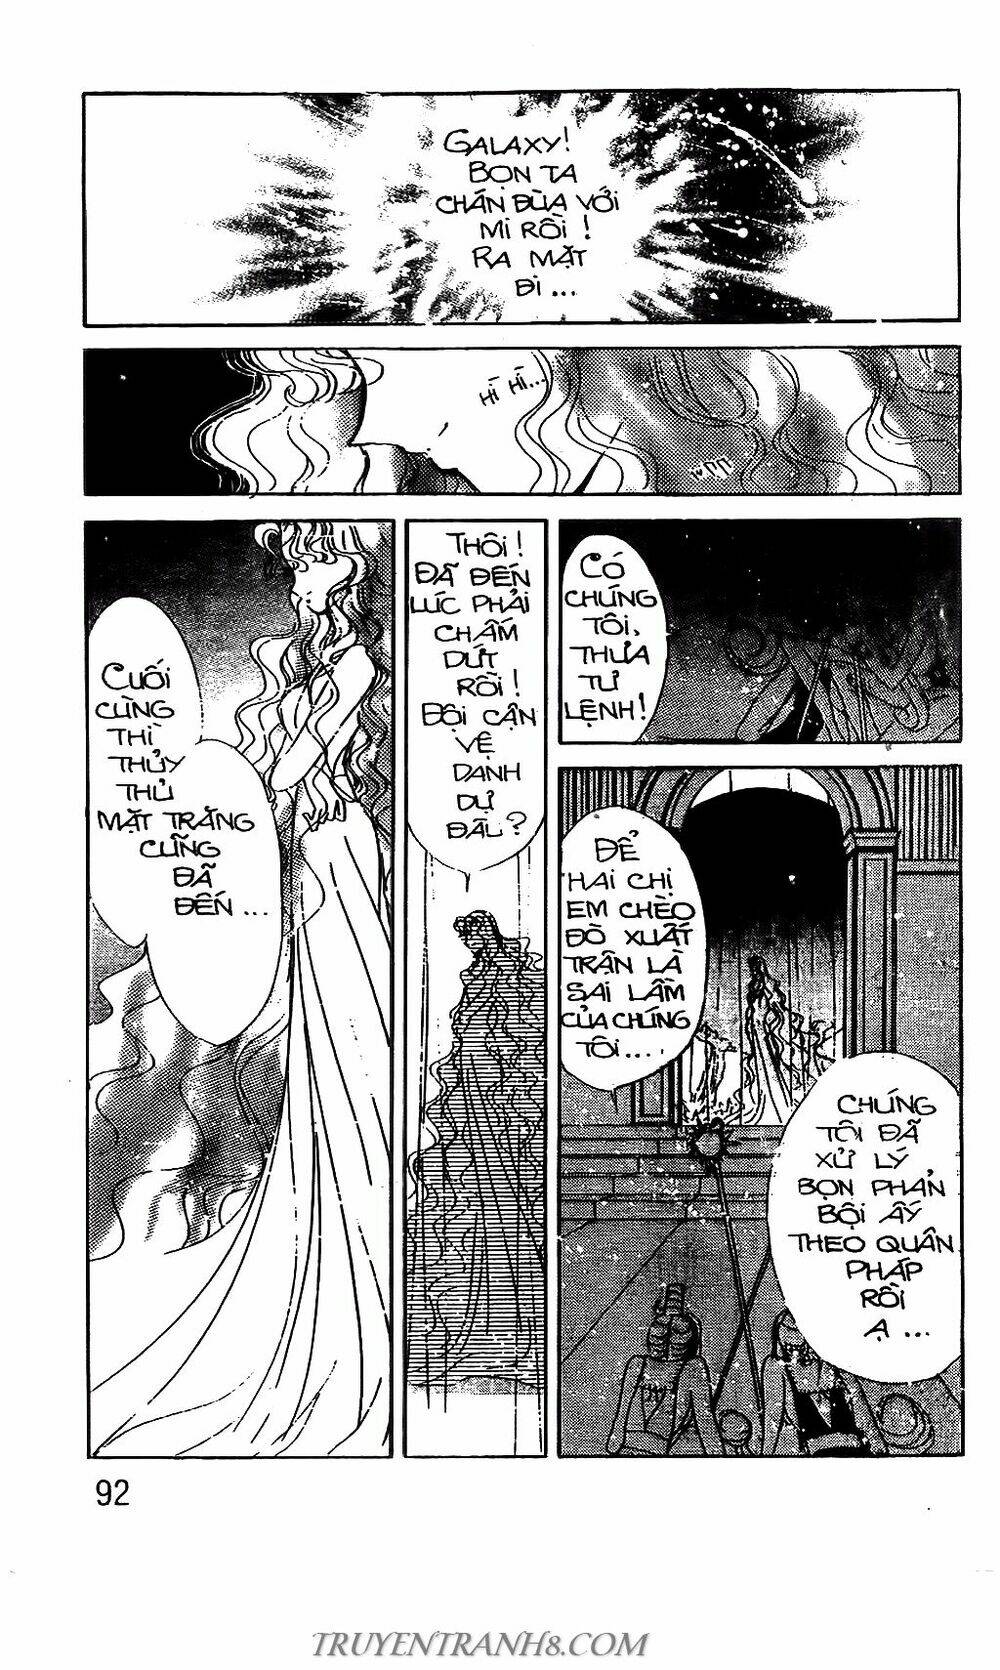 GALAXY!
BỌN TA
CHÁN ĐÙA VỚI
MI RỒI!
RA MẶT
ĐI...
HÌ HÌ...
CUỐI
CÙNG
THÌ
THỦY
THỦ
MẶT TRĂNG
CŨNG
ĐÃ
ĐẾN...
THÔI!
ĐÃ ĐẾN
LÚC PHẢI
CHẤM
DỨT
RỒI!
ĐỘI CẬN
VỆ
DANH
DỰ
ĐÂU?
CÓ
CHÚNG
TÔI,
THƯA
TƯ
LỆNH!
ĐỂ
HAI CHỊ
EM CHÈO
ĐÒ XUẤT
TRẬN LÀ
SAI LẦM
CỦA CHÚNG
TÔI....
CHÚNG
TÔI ĐÃ
XỬ LÝ
BỌN PHẢN
BỘI ẤY
THEO QUÂN
PHÁP
RỒI
Ạ...
92
TRUYENTRANH8.COM